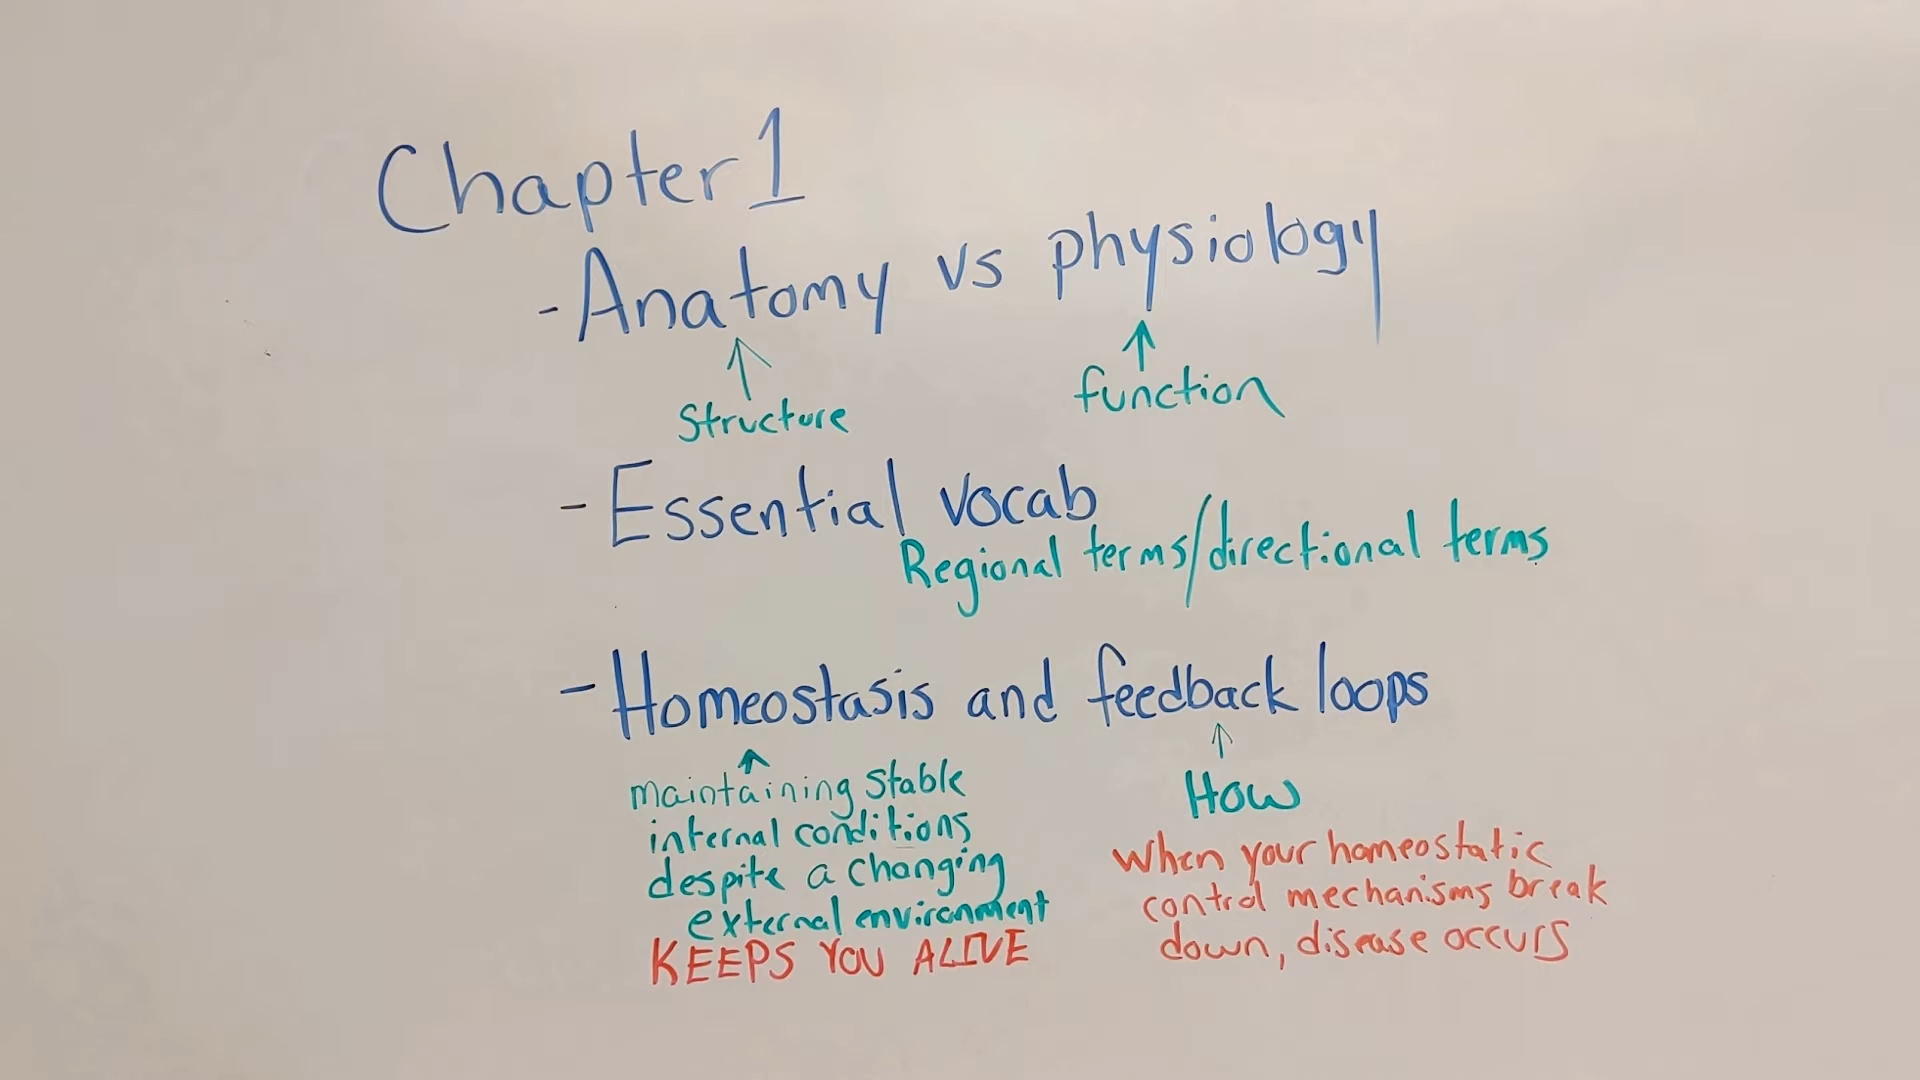 Chapter 1
- Anatomy vs physiology
↑ ↑
Structure function
- Essential vocab
Regional terms/directional terms
- Homeostasis and feedback loops
↑ ↑
maintaining stable How
internal conditions
despite a changing
external environment
KEEPS YOU ALIVE
When your homeostatic
control mechanisms break
down, disease occurs